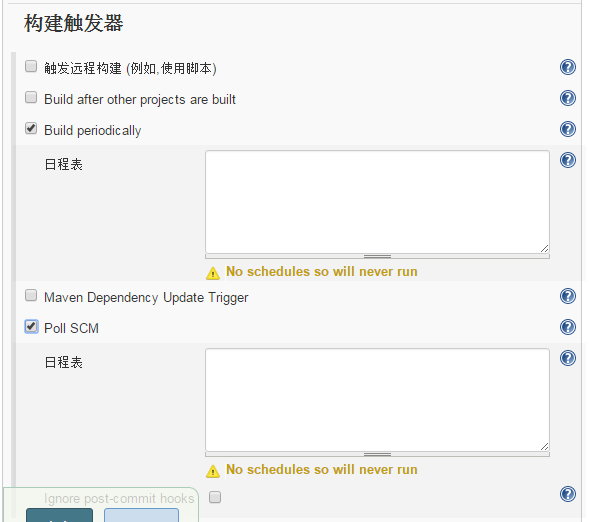 构建触发器
触发远程构建 (例如,使用脚本)
Build after other projects are built
Build periodically
日程表
No schedules so will never run
Maven Dependency Update Trigger
Poll SCM
日程表
No schedules so will never run
Ignore post-commit hooks